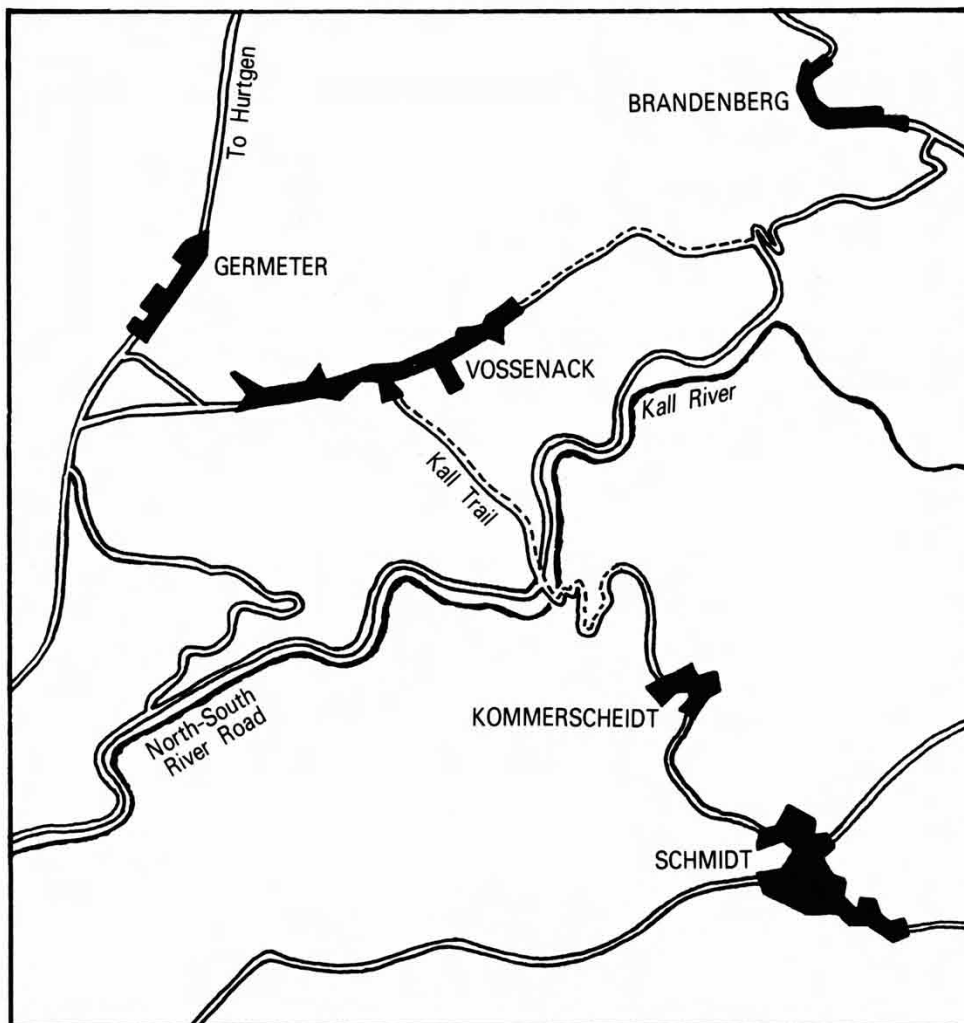 BRANDENBERG
To Hurtgen
GERMETER
VOSSENACK
Kall River
Kall Trail
KOMMERSCHEIDT
North-South
River Road
SCHMIDT